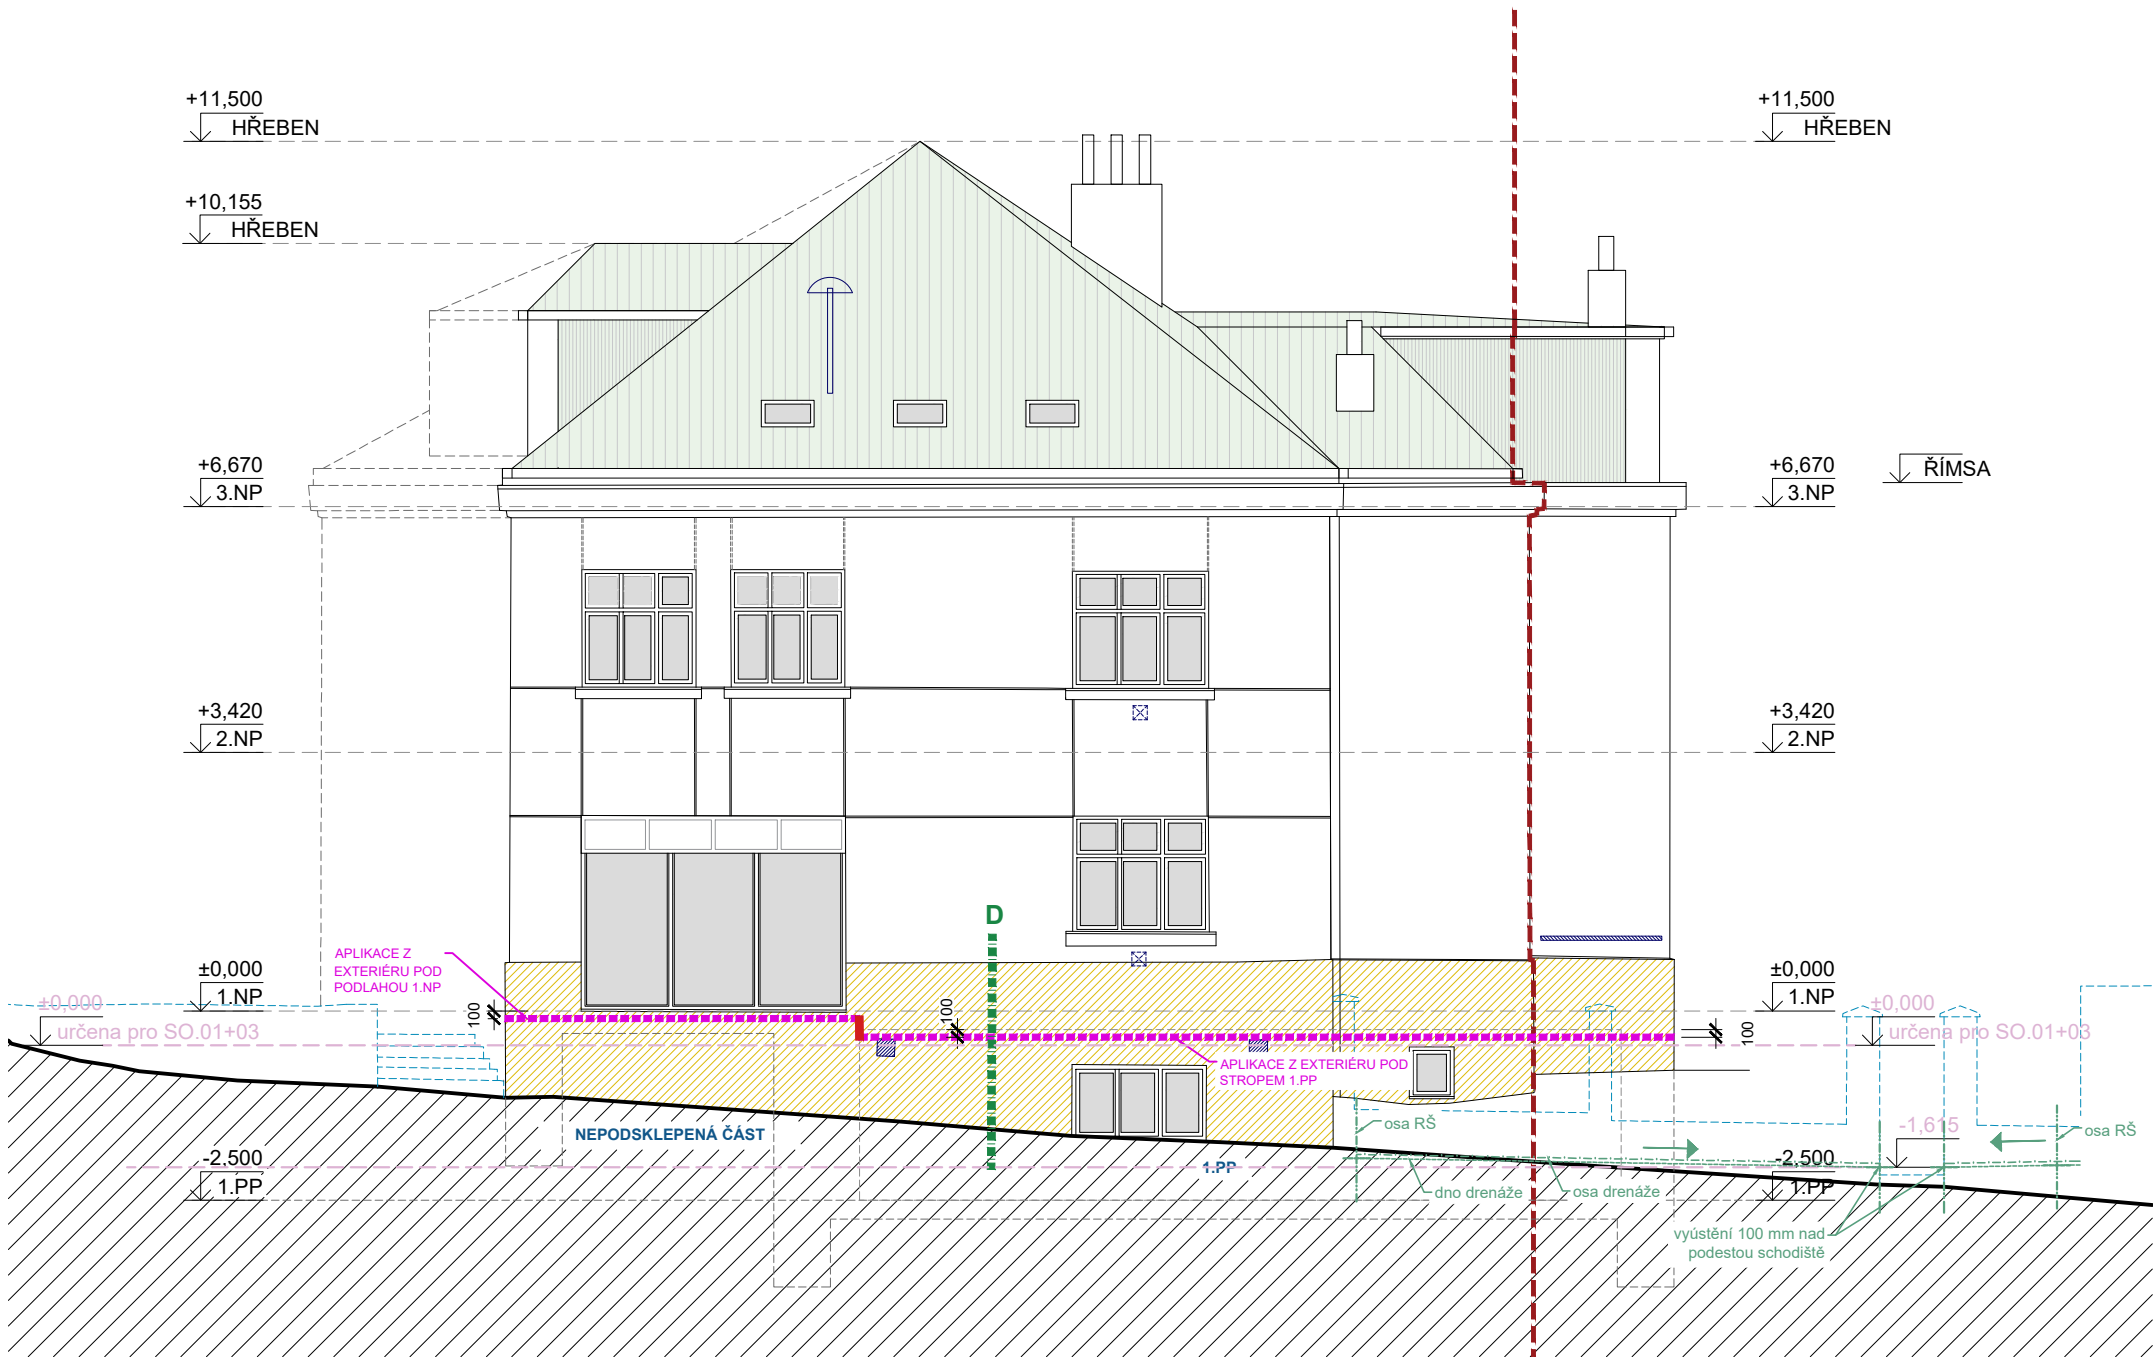 +11,500
HŘEBEN
+11,500
HŘEBEN
+10,155
HŘEBEN
+6,670
3.NP
+6,670
3.NP
ŘÍMSA
+3,420
2.NP
+3,420
2.NP
D
APLIKACE Z
EXTERIÉRU POD
PODLAHOU 1.NP
±0,000
1.NP
±0,000
1.NP
±0,000
určena pro SO.01+03
±0,000
určena pro SO.01+03
100
100
100
APLIKACE Z EXTERIÉRU POD
STROPEM 1.PP
NEPODSKLEPENÁ ČÁST
osa RŠ
-1,615
osa RŠ
-2,500
1.PP
1.PP
-2,500
1.PP
dno drenáže
osa drenáže
vyústění 100 mm nad
podestou schodiště